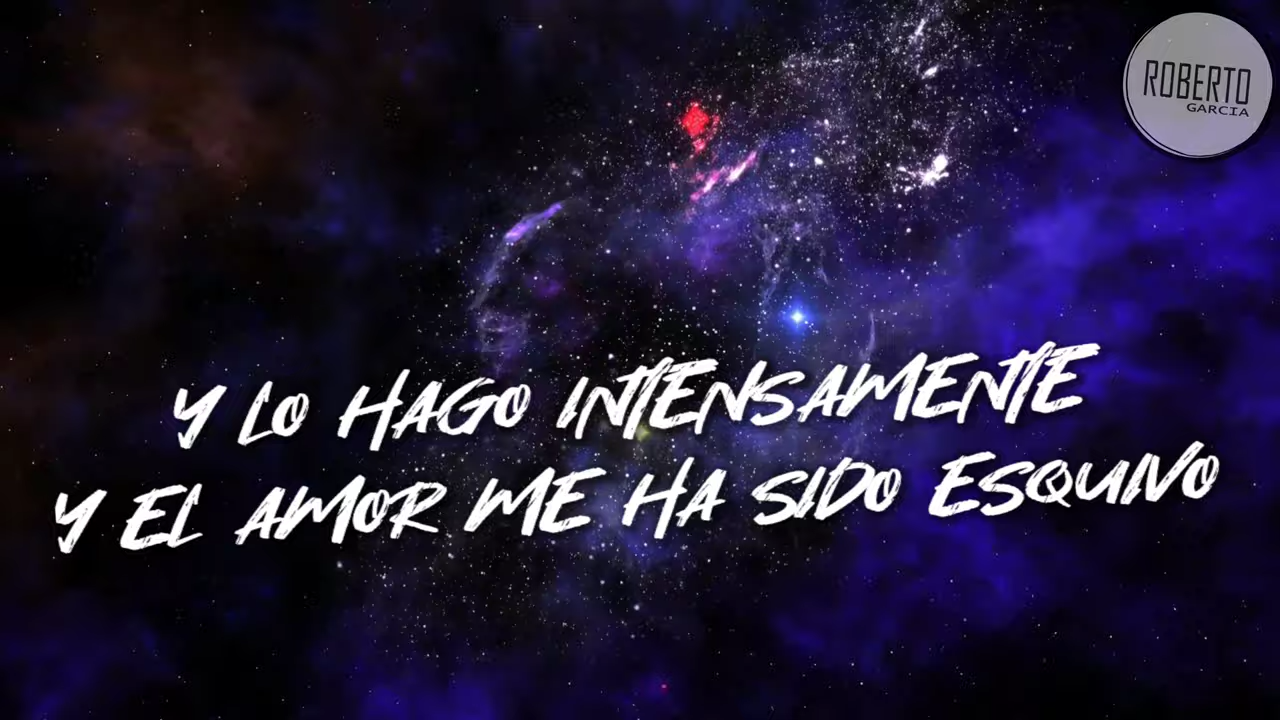 ROBERTO
GARCIA
Y LO HAGO INTENSAMENTE
Y EL AMOR ME HA SIDO ESQUIVO